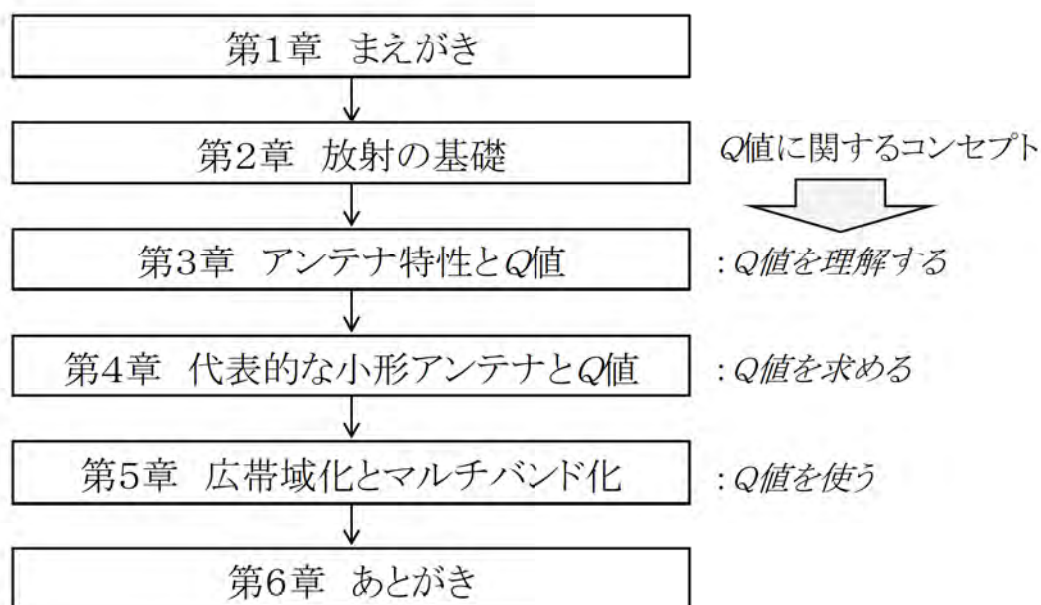 第1章 まえがき
第2章 放射の基礎
Q値に関するコンセプト
第3章 アンテナ特性とQ値
:Q値を理解する
第4章 代表的な小形アンテナとQ値
:Q値を求める
第5章 広帯域化とマルチバンド化
:Q値を使う
第6章 あとがき